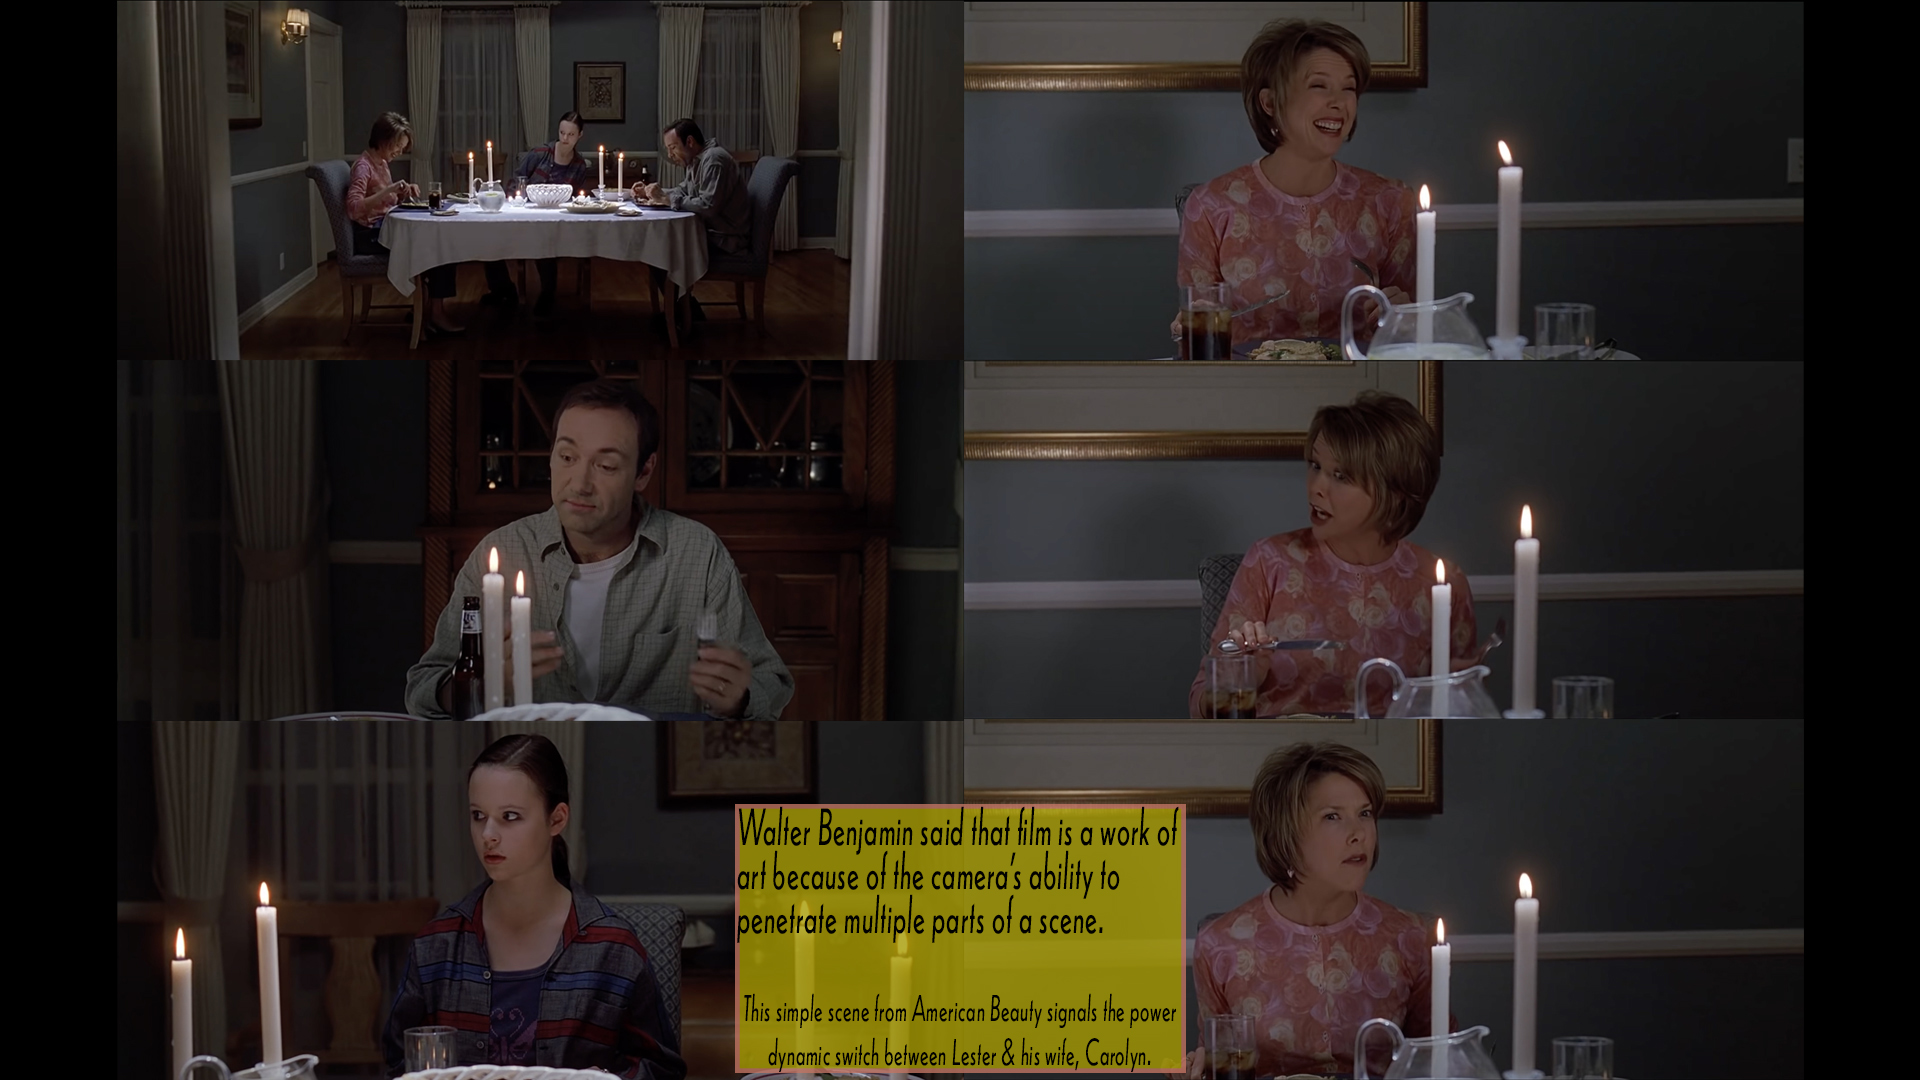 Walter Benjamin said that film is a work of
art because of the camera's ability to
penetrate multiple parts of a scene.
This simple scene from American Beauty signals the power
dynamic switch between Lester & his wife, Carolyn.